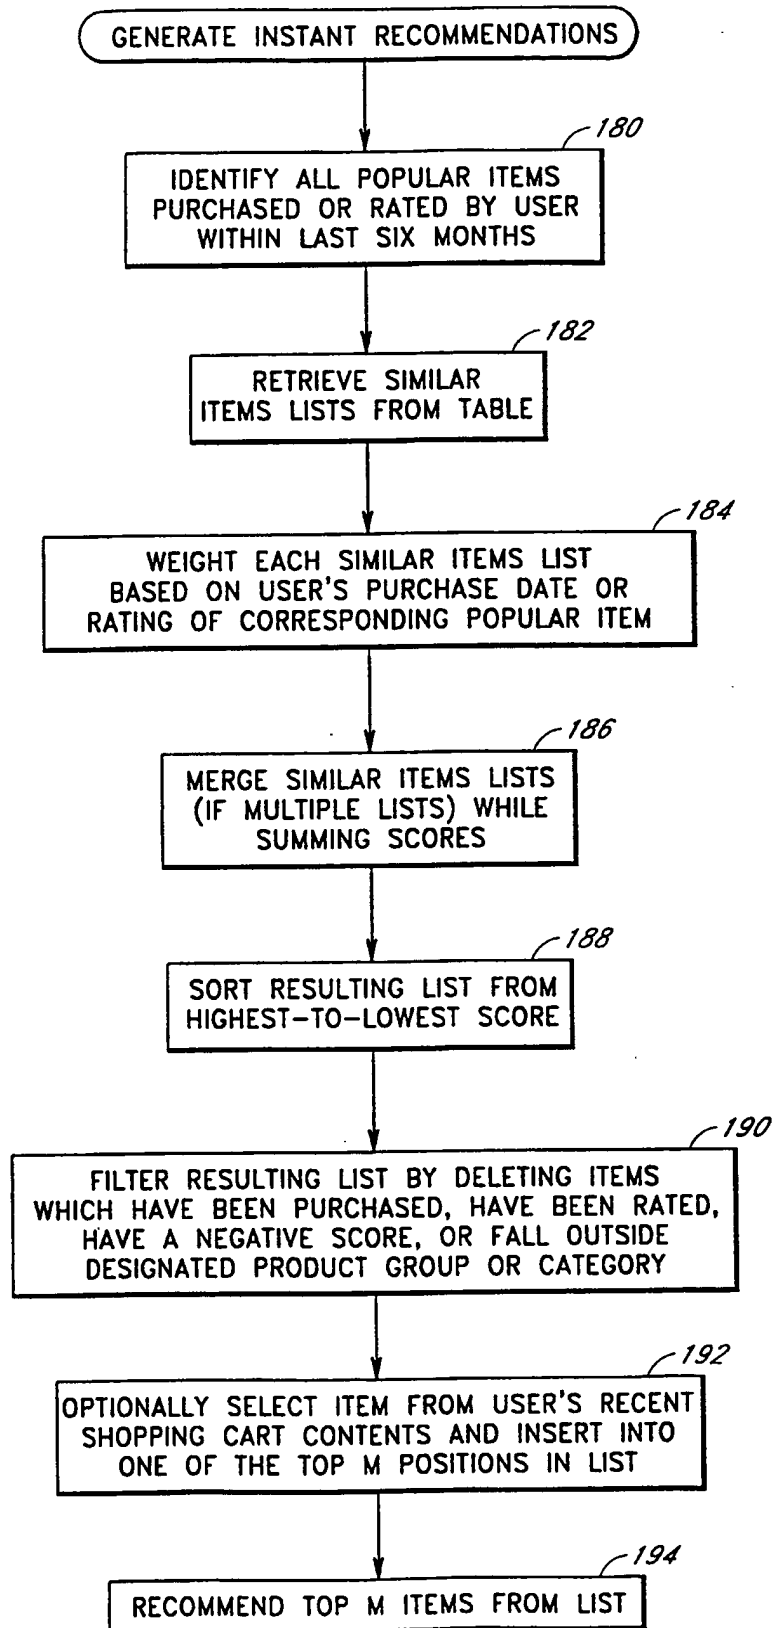 GENERATE INSTANT RECOMMENDATIONS
180
IDENTIFY ALL POPULAR ITEMS
PURCHASED OR RATED BY USER
WITHIN LAST SIX MONTHS
182
RETRIEVE SIMILAR
ITEMS LISTS FROM TABLE
184
WEIGHT EACH SIMILAR ITEMS LIST
BASED ON USER'S PURCHASE DATE OR
RATING OF CORRESPONDING POPULAR ITEM
186
MERGE SIMILAR ITEMS LISTS
(IF MULTIPLE LISTS) WHILE
SUMMING SCORES
188
SORT RESULTING LIST FROM
HIGHEST-TO-LOWEST SCORE
190
FILTER RESULTING LIST BY DELETING ITEMS
WHICH HAVE BEEN PURCHASED, HAVE BEEN RATED,
HAVE A NEGATIVE SCORE, OR FALL OUTSIDE
DESIGNATED PRODUCT GROUP OR CATEGORY
192
OPTIONALLY SELECT ITEM FROM USER'S RECENT
SHOPPING CART CONTENTS AND INSERT INTO
ONE OF THE TOP M POSITIONS IN LIST
194
RECOMMEND TOP M ITEMS FROM LIST